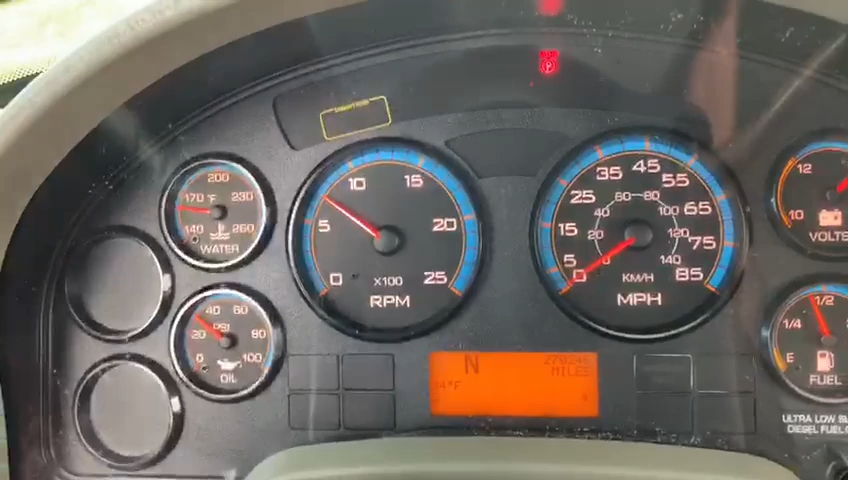 200
170 °F 230
140 260
WATER
40 60
PSI
20 80
0 100
OIL
10 15
5 20
0 25
X100
RPM
45
35 55
25 65
15 75
5 85
0
60 80
40 100
20 120
140
KM/H
MPH
12
10
VOLTS
1/2
1/4
E
FUEL
ULTRA LOW
DIESEL FUEL
N
MILES
P